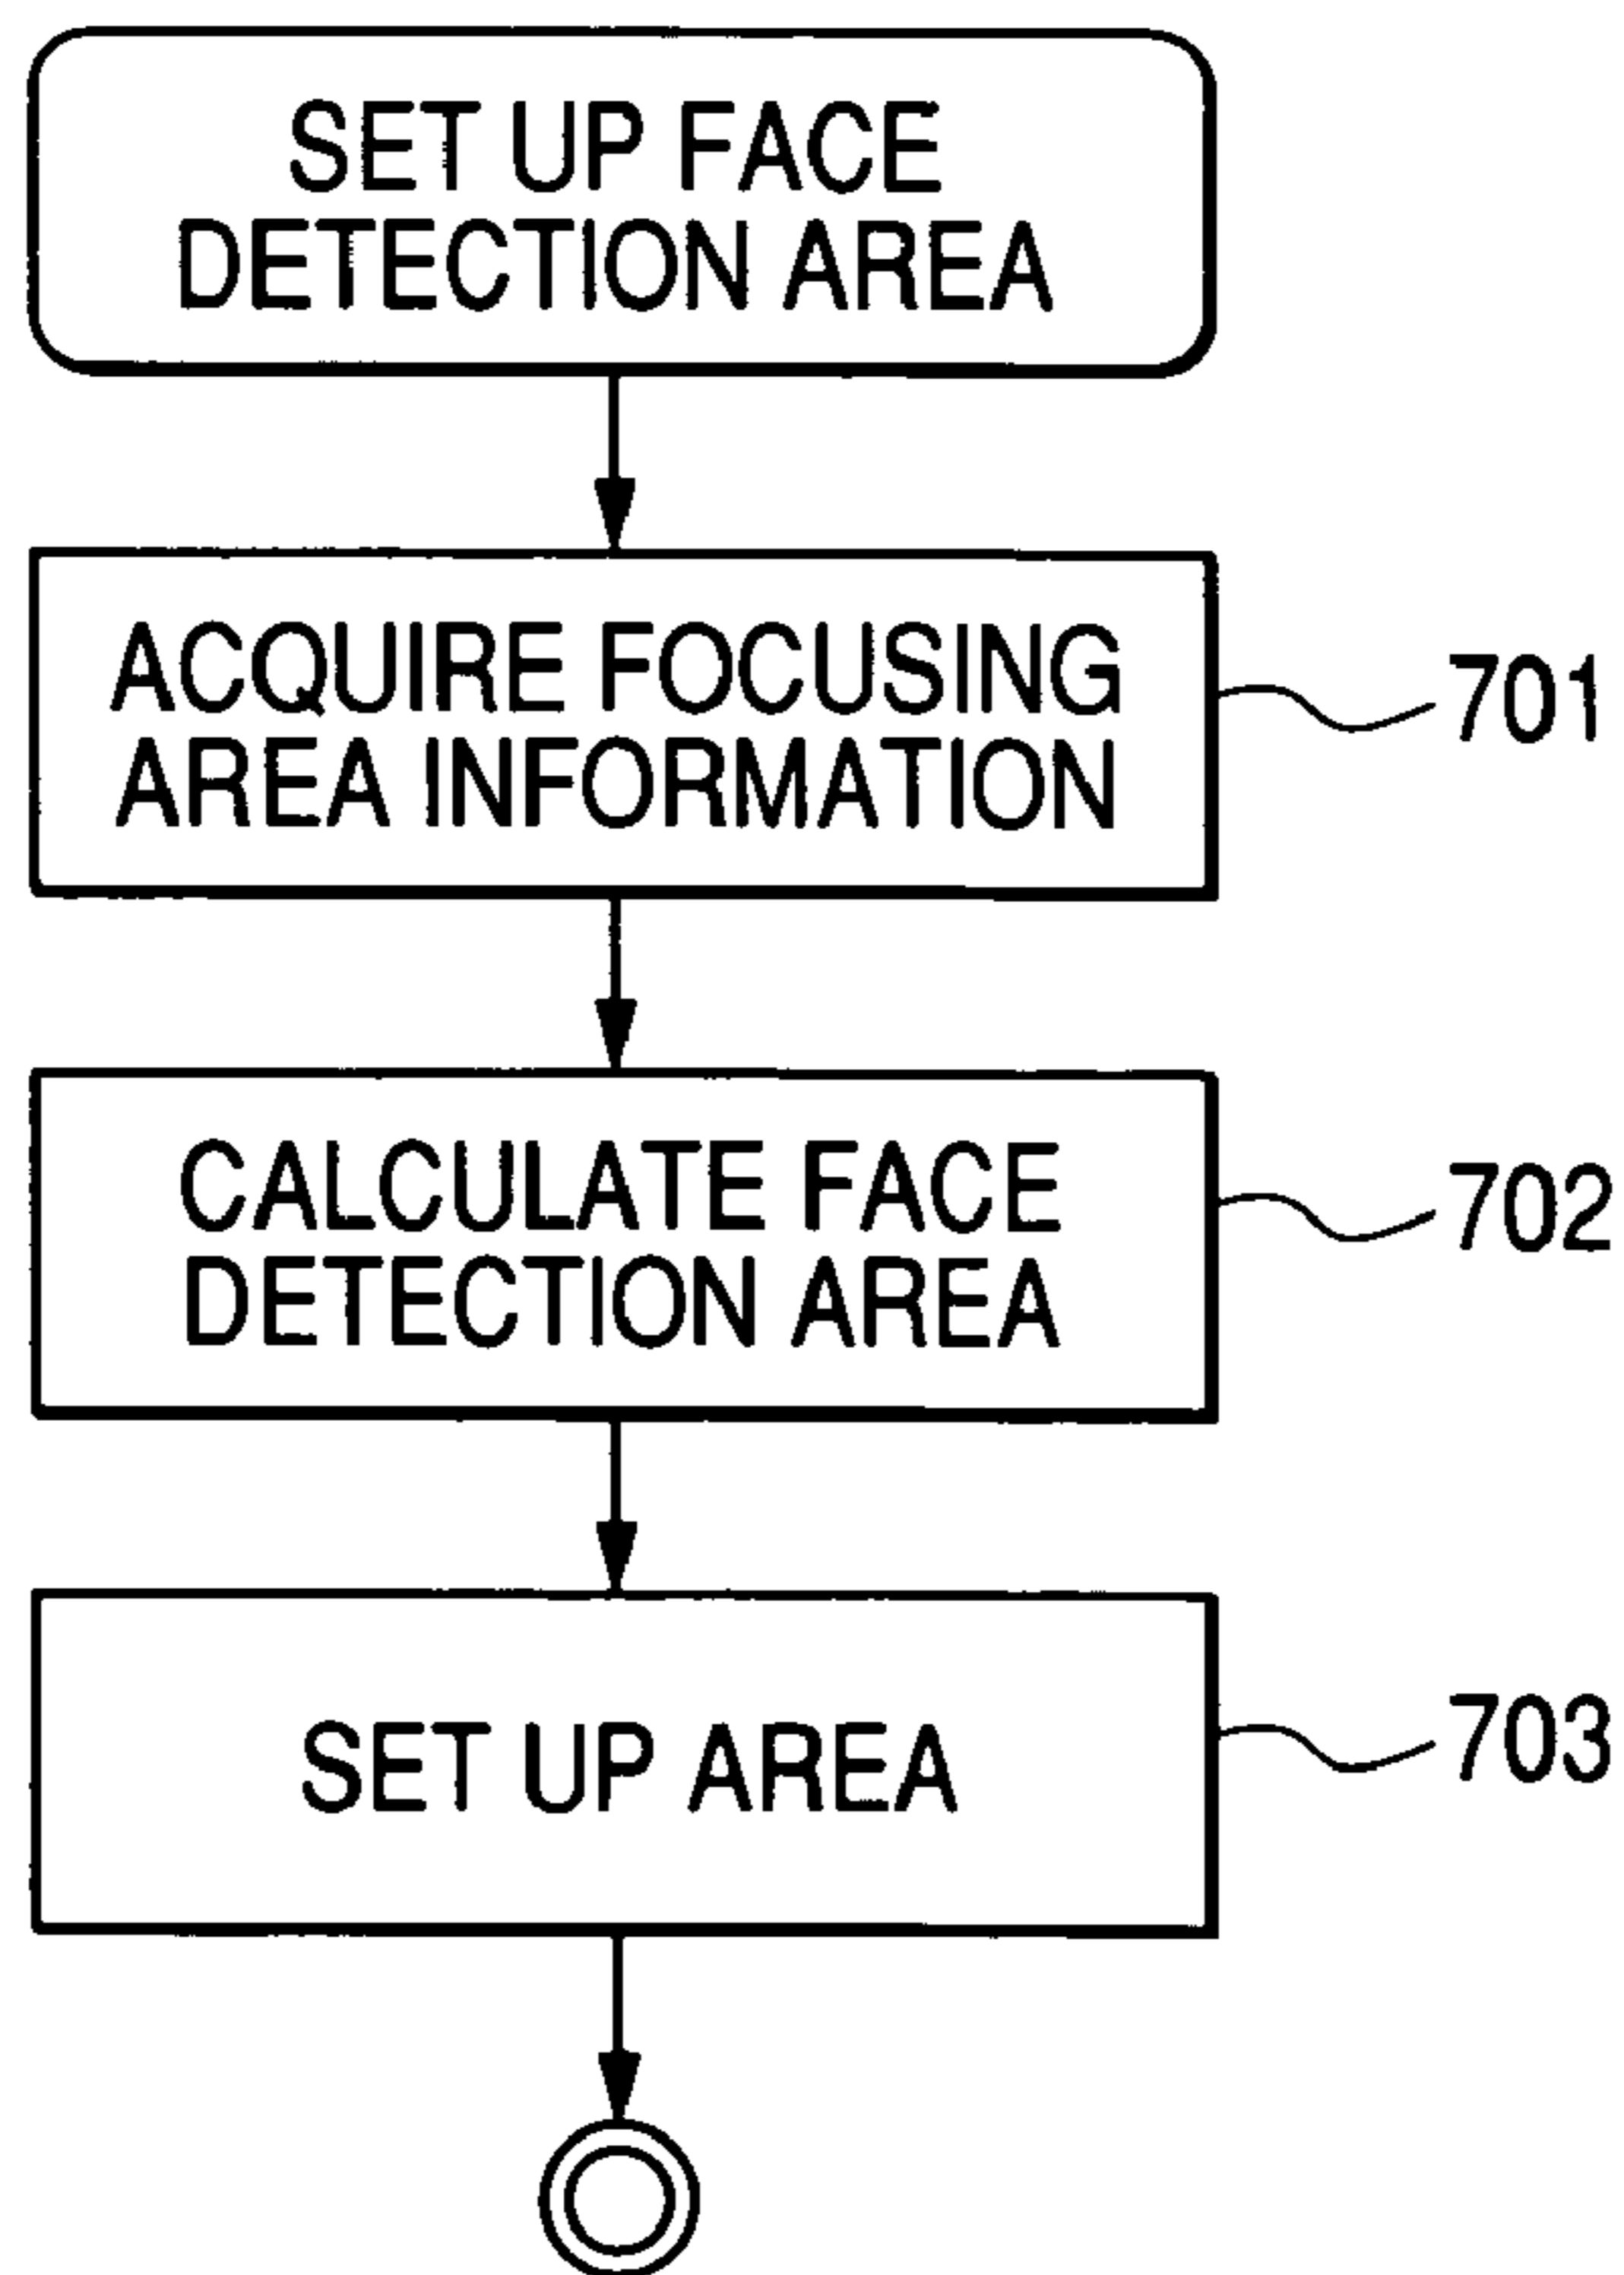 SET UP FACE
DETECTION AREA
ACQUIRE FOCUSING
AREA INFORMATION
701
CALCULATE FACE
DETECTION AREA
702
SET UP AREA
703